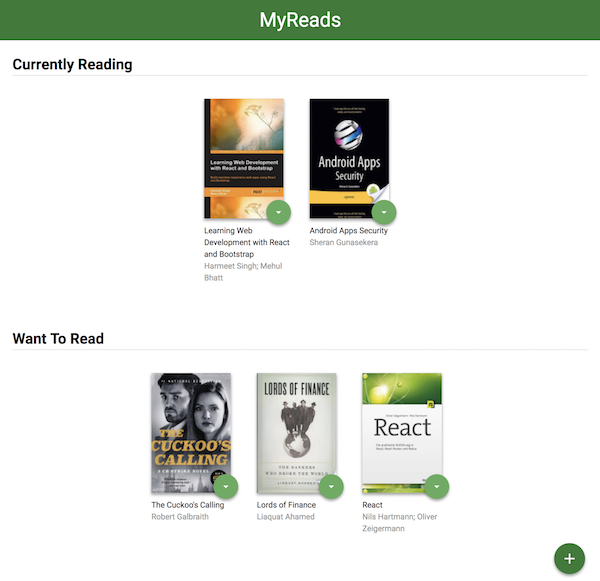 MyReads
Currently Reading
Learning Web Development
with React and Bootstrap
Android Apps
Security
Learning Web
Development with React
and Bootstrap
Harmeet Singh; Mehul
Bhatt
Android Apps Security
Sheran Gunasekera
Want To Read
THE
CUCKOO'S
CALLING
A CB STRIKE NOVEL
LORDS OF FINANCE
THE BANKERS
WHO BROKE THE WORLD
LIAQUAT AHAMED
React
The Cuckoo's Calling
Robert Galbraith
Lords of Finance
Liaquat Ahamed
React
Nils Hartmann; Oliver
Zeigermann
+